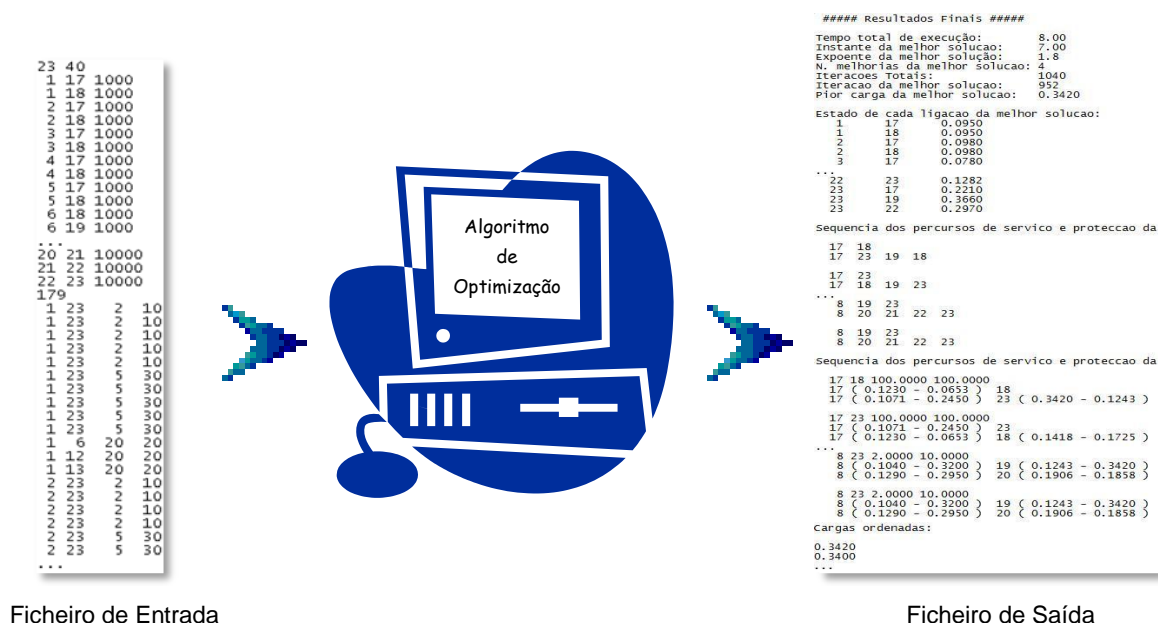 23 40
1 17 1000
1 18 1000
2 17 1000
2 18 1000
3 17 1000
3 18 1000
4 17 1000
4 18 1000
5 17 1000
5 18 1000
6 18 1000
6 19 1000
...
20 21 10000
21 22 10000
22 23 10000
179
1 23 2 10
1 23 2 10
1 23 2 10
1 23 2 10
1 23 2 10
1 23 5 30
1 23 5 30
1 23 5 30
1 23 5 30
1 23 5 30
1 6 20 20
1 12 20 20
1 13 20 20
2 23 2 10
2 23 2 10
2 23 2 10
2 23 2 10
2 23 5 30
2 23 5 30
...
Ficheiro de Entrada
Algoritmo
de
Optimização
##### Resultados Finais #####
Tempo total de execução: 8.00
Instante da melhor solucao: 7.00
Expoente da melhor solução: 1.8
N. melhorias da melhor solucao: 4
Iteracoes Totais: 1040
Iteracao da melhor solucao: 952
Pior carga da melhor solucao: 0.3420
Estado de cada ligacao da melhor solucao:
1 17 0.0950
1 18 0.0950
2 17 0.0980
2 18 0.0980
3 17 0.0780
...
22 23 0.1282
23 17 0.2210
23 19 0.3660
23 22 0.2970
Sequencia dos percursos de servico e proteccao da
17 18
17 23 19 18
17 23
17 18 19 23
...
8 19 23
8 20 21 22 23
8 19 23
8 20 21 22 23
Sequencia dos percursos de servico e proteccao da
17 18 100.0000 100.0000
17 ( 0.1230 - 0.0653 ) 18
17 ( 0.1071 - 0.2450 ) 23 ( 0.3420 - 0.1243 )
17 23 100.0000 100.0000
17 ( 0.1071 - 0.2450 ) 23
17 ( 0.1230 - 0.0653 ) 18 ( 0.1418 - 0.1725 )
...
8 23 2.0000 10.0000
8 ( 0.1040 - 0.3200 ) 19 ( 0.1243 - 0.3420 )
8 ( 0.1290 - 0.2950 ) 20 ( 0.1906 - 0.1858 )
8 23 2.0000 10.0000
8 ( 0.1040 - 0.3200 ) 19 ( 0.1243 - 0.3420 )
8 ( 0.1290 - 0.2950 ) 20 ( 0.1906 - 0.1858 )
Cargas ordenadas:
0.3420
0.3400
...
Ficheiro de Saída